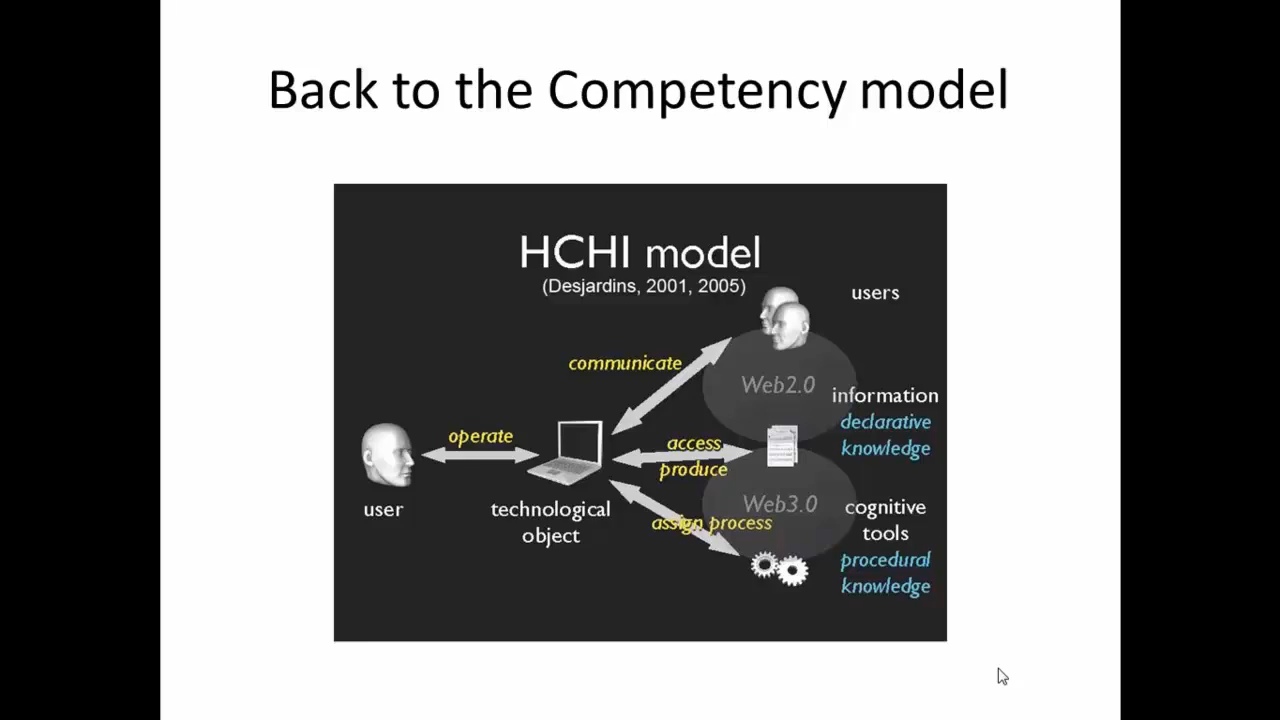 Back to the Competency model
HCHI model
(Desjardins, 2001, 2005)
users
communicate
Web2.0
information
declarative
knowledge
operate
access
produce
user
technological
object
Web3.0
assign process
cognitive
tools
procedural
knowledge